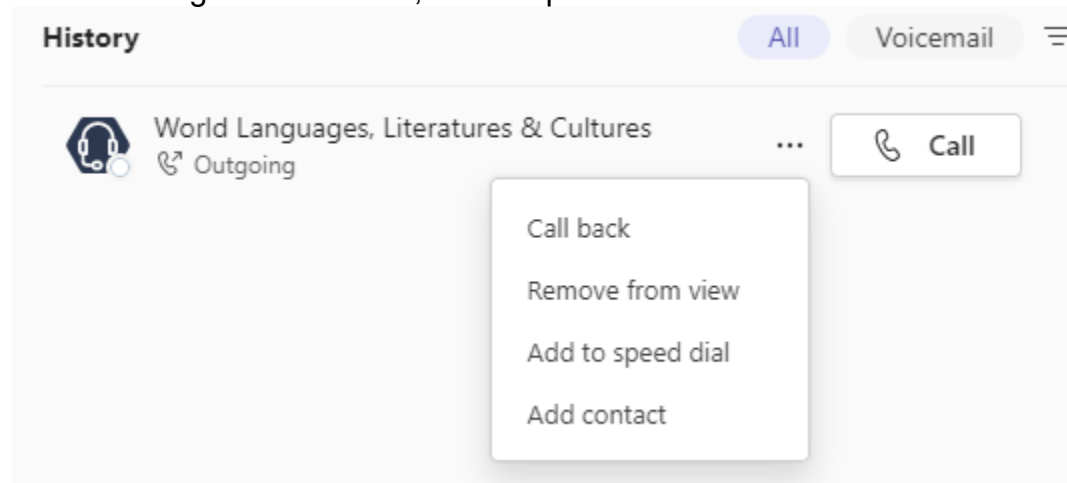 History
All
Voicemail
World Languages, Literatures & Cultures
Outgoing
...
Call
Call back
Remove from view
Add to speed dial
Add contact